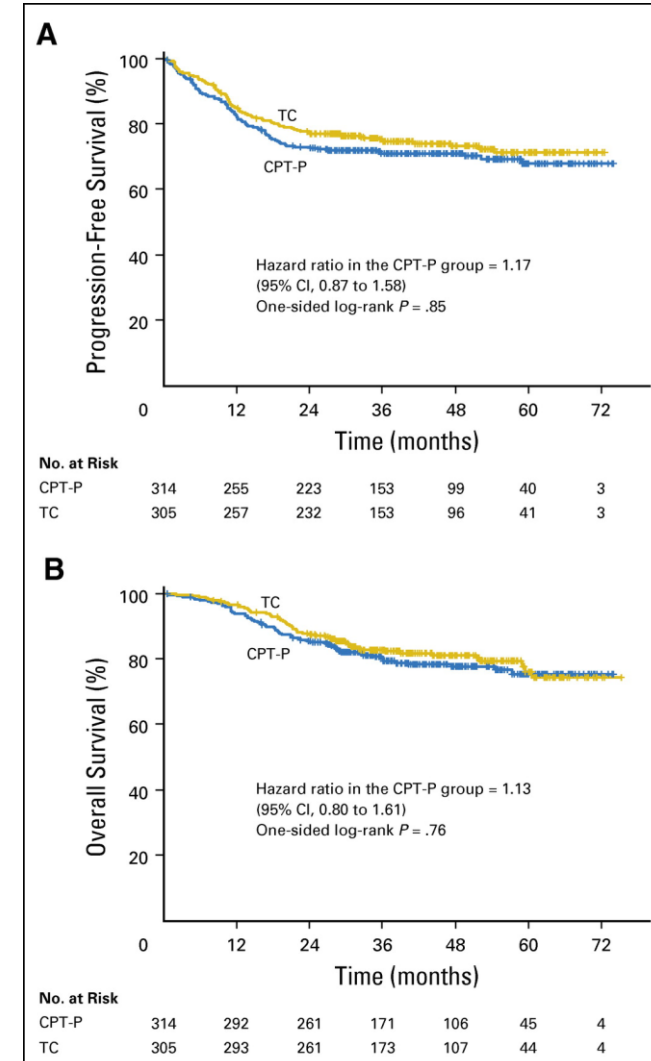 A
Progression-Free Survival (%)
100
80
60
40
20
0
TC
CPT-P
Hazard ratio in the CPT-P group = 1.17
(95% CI, 0.87 to 1.58)
One-sided log-rank P = .85
12 24 36 48 60 72
Time (months)
No. at Risk
CPT-P 314 255 223 153 99 40 3
TC 305 257 232 153 96 41 3
B
Overall Survival (%)
100
80
60
40
20
0
TC
CPT-P
Hazard ratio in the CPT-P group = 1.13
(95% CI, 0.80 to 1.61)
One-sided log-rank P = .76
12 24 36 48 60 72
Time (months)
No. at Risk
CPT-P 314 292 261 171 106 45 4
TC 305 293 261 173 107 44 4